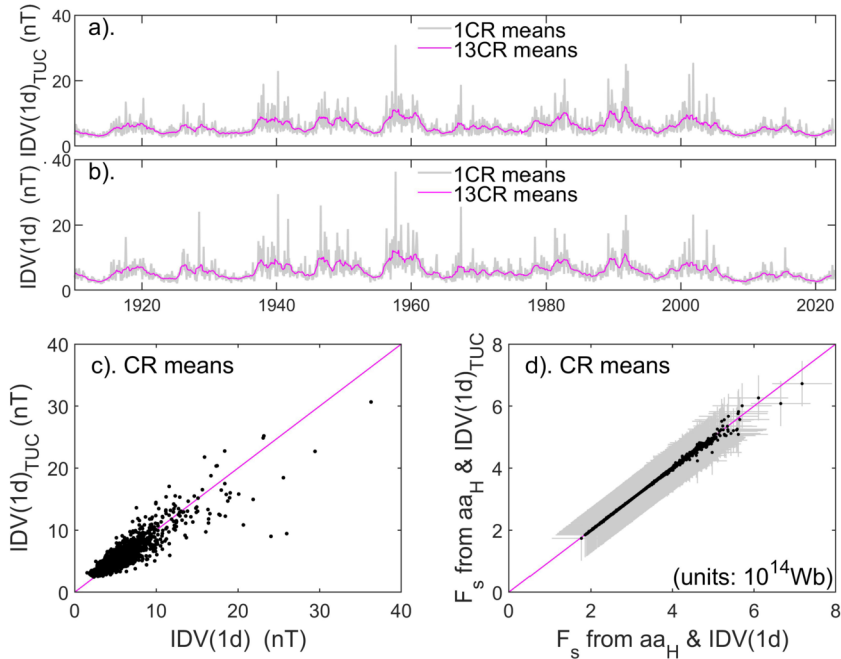 40
20
0
IDV(1d)TUC (nT)
a).
1CR means
13CR means
40
20
0
IDV(1d) (nT)
b).
1CR means
13CR means
1920 1940 1960 1980 2000 2020
c). CR means
40
30
20
10
0
IDV(1d)TUC (nT)
0 10 20 30 40
IDV(1d) (nT)
d). CR means
8
6
4
2
0
Fs from aaH & IDV(1d)TUC
(units: 10^14Wb)
0 2 4 6 8
Fs from aaH & IDV(1d)